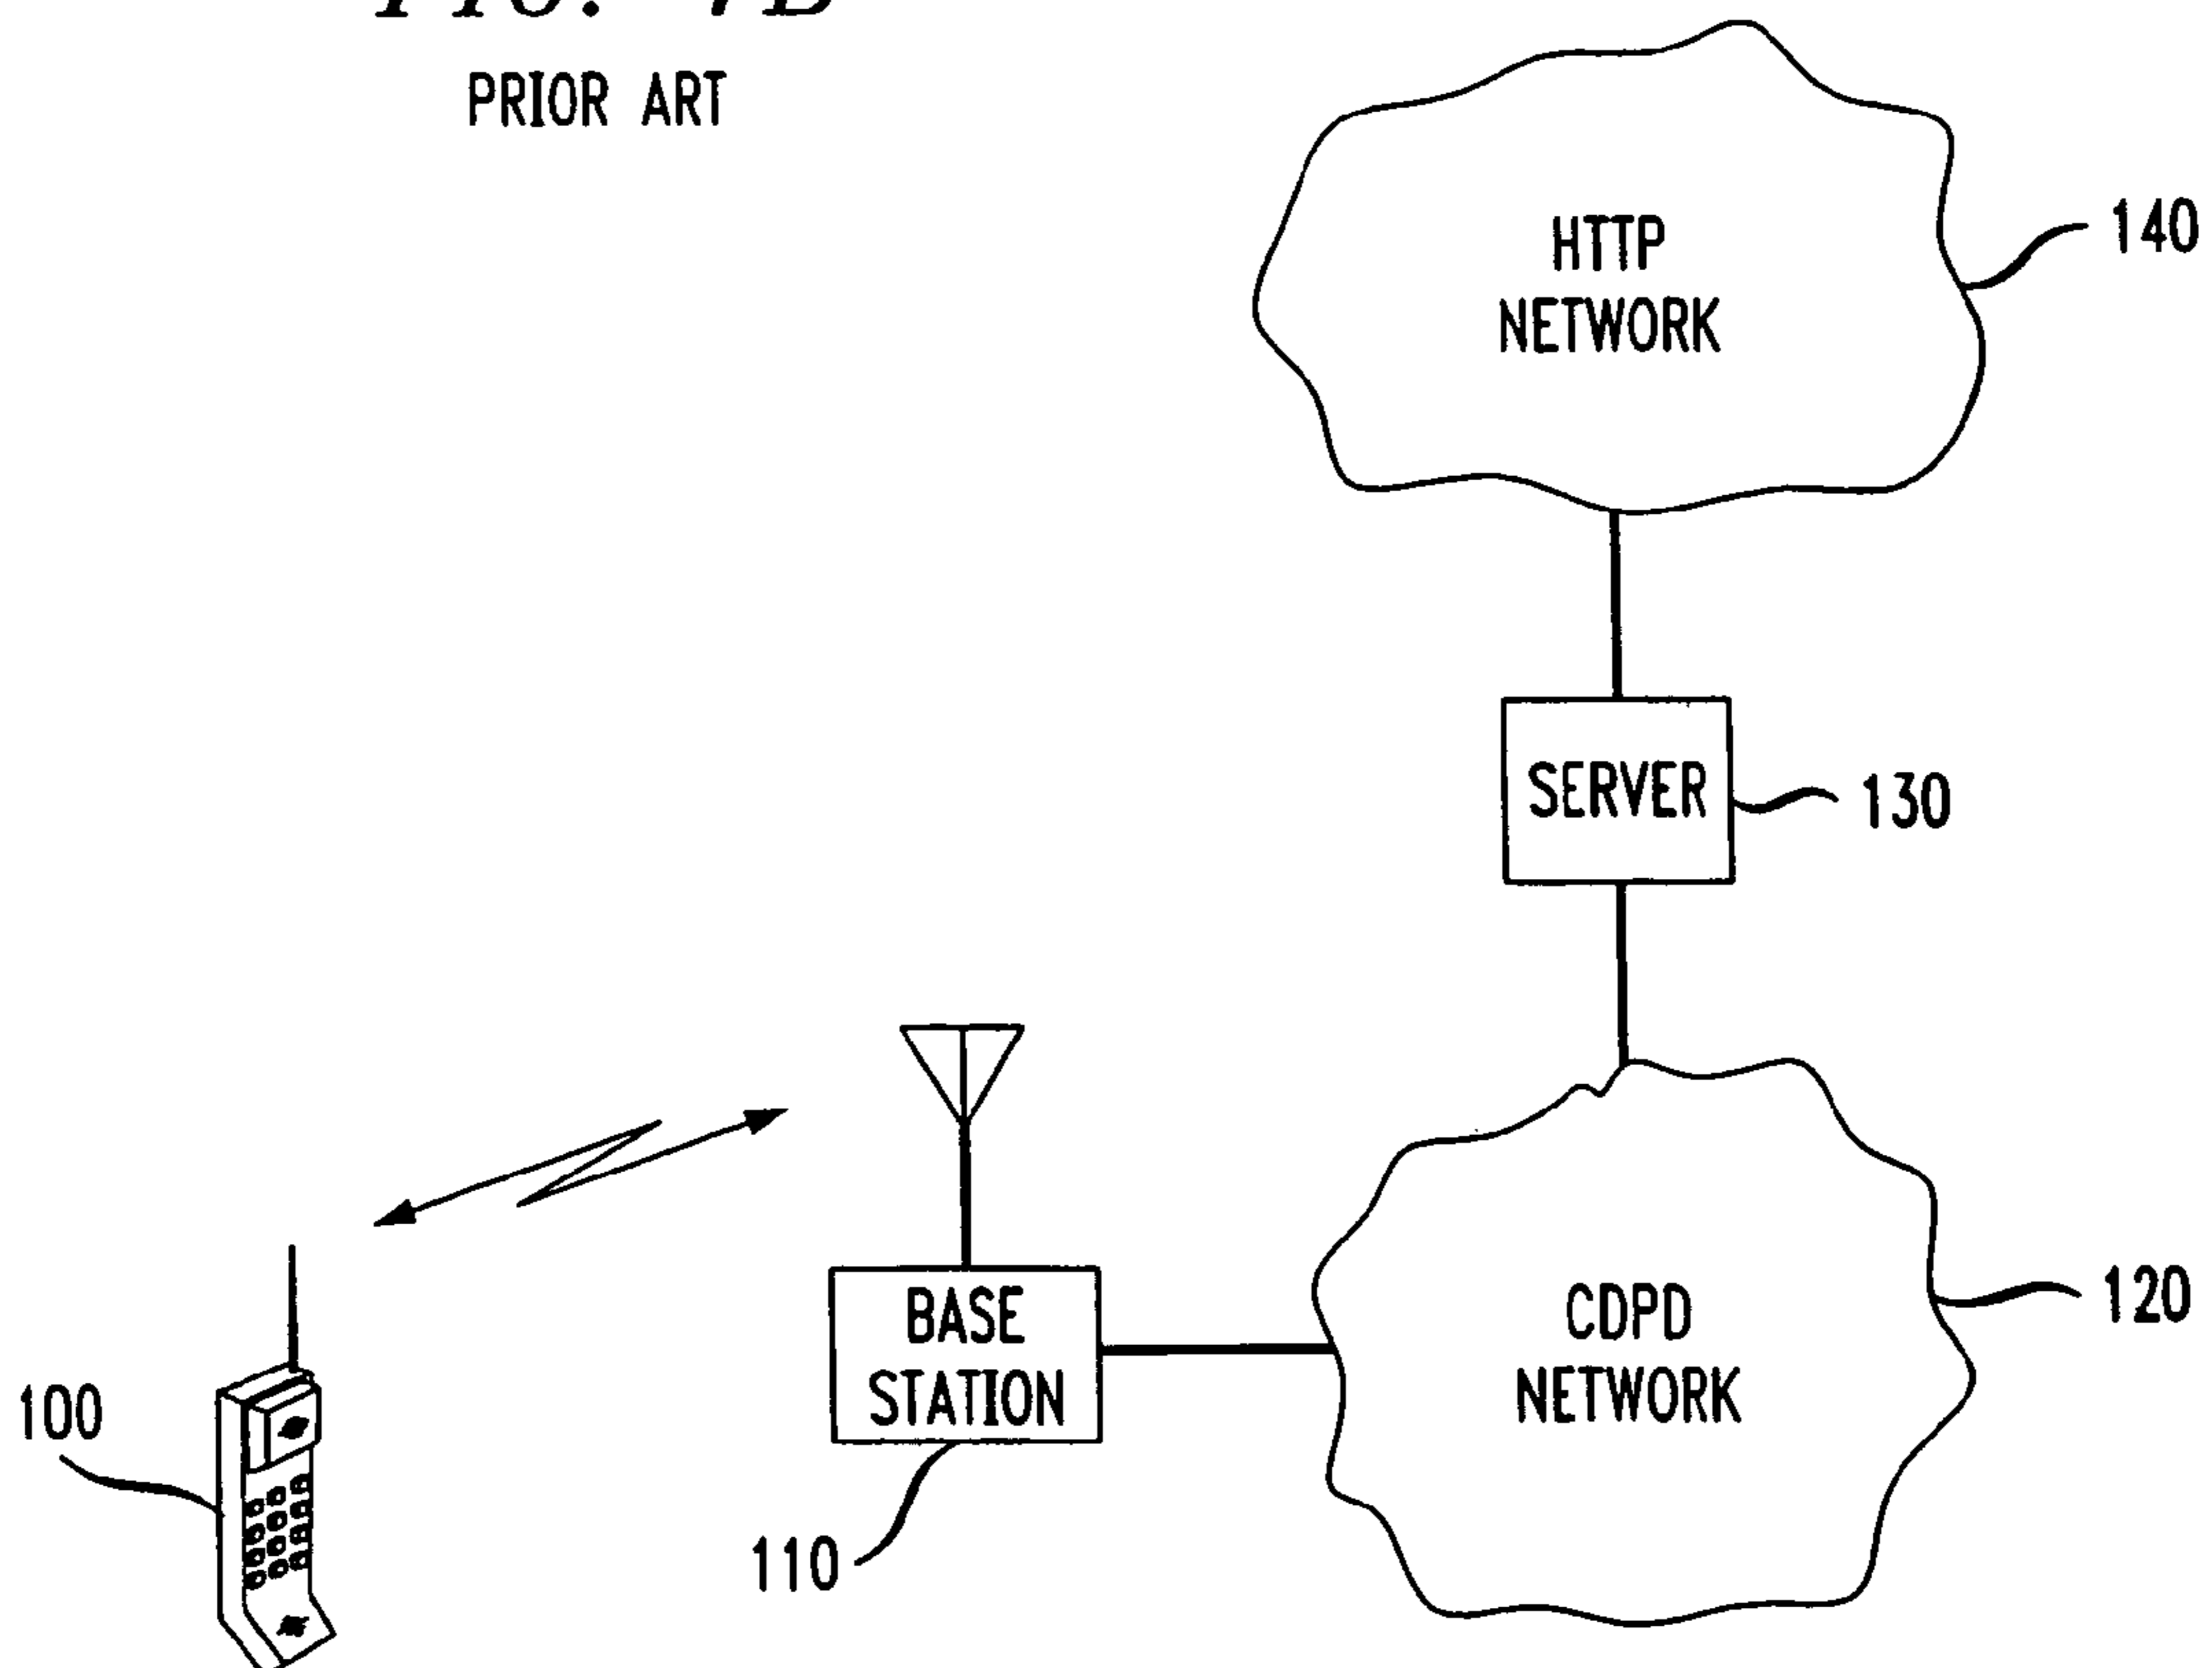 PRIOR ART
HTTP
NETWORK
140
SERVER
130
BASE
STATION
CDPD
NETWORK
120
100
110